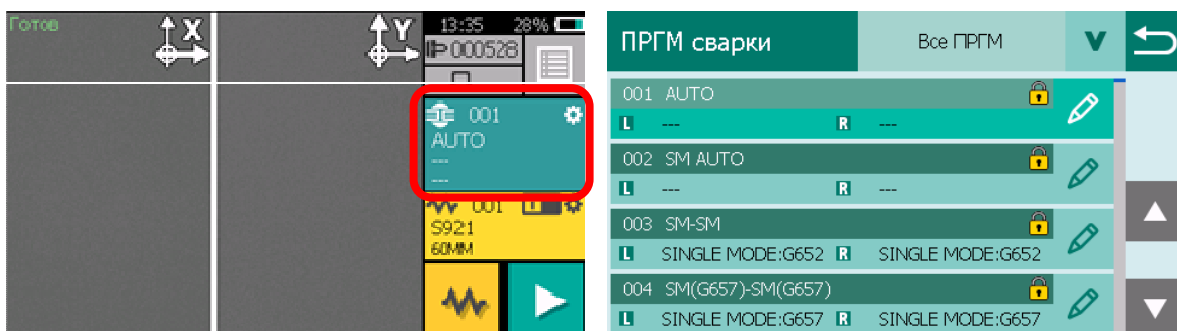 Готов
X
Y
13:35 28%
000528
001
AUTO
---
---
001
S921
60MM
ПРГМ сварки Все ПРГМ V
001 AUTO
L --- R ---
002 SM AUTO
L --- R ---
003 SM-SM
L SINGLE MODE:G652 R SINGLE MODE:G652
004 SM(G657)-SM(G657)
L SINGLE MODE:G657 R SINGLE MODE:G657